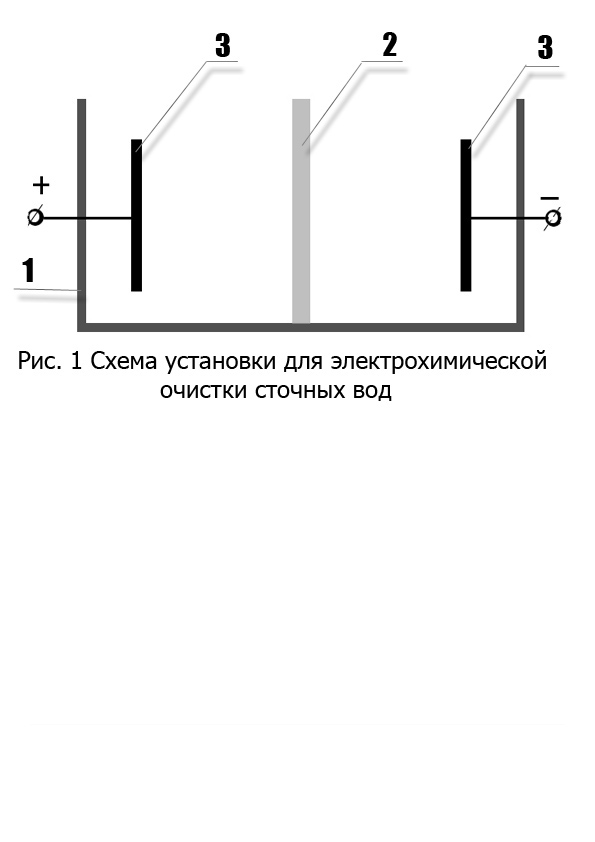 3 2 3
+ −
1
Рис. 1 Схема установки для электрохимической
очистки сточных вод